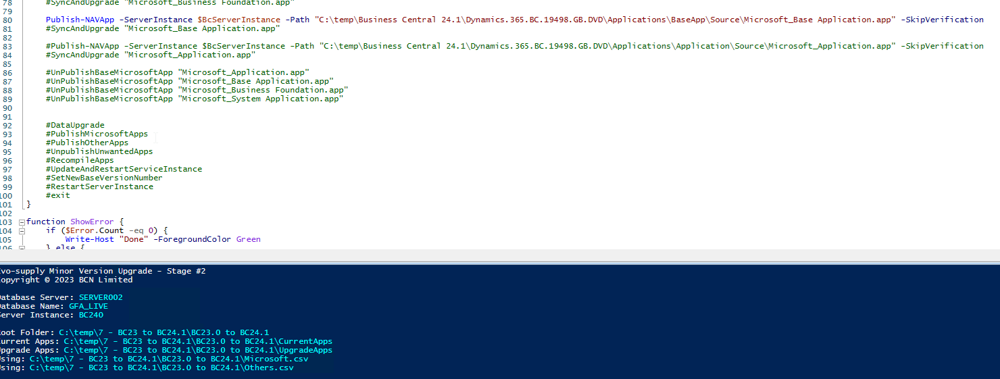 78 #SyncAndUpgrade "Microsoft_Business Foundation.app"
79
80 Publish-NAVApp -ServerInstance $BcServerInstance -Path "C:\temp\Business Central 24.1\Dynamics.365.BC.19498.GB.DVD\Applications\BaseApp\Source\Microsoft_Base Application.app" -SkipVerification
81 #SyncAndUpgrade "Microsoft_Base Application.app"
82
83 #Publish-NAVApp -ServerInstance $BcServerInstance -Path "C:\temp\Business Central 24.1\Dynamics.365.BC.19498.GB.DVD\Applications\Application\Source\Microsoft_Application.app" -SkipVerification
84 #SyncAndUpgrade "Microsoft_Application.app"
85
86 #UnPublishBaseMicrosoftApp "Microsoft_Application.app"
87 #UnPublishBaseMicrosoftApp "Microsoft_Base Application.app"
88 #UnPublishBaseMicrosoftApp "Microsoft_Business Foundation.app"
89 #UnPublishBaseMicrosoftApp "Microsoft_System Application.app"
90
91
92 #DataUpgrade
93 #PublishMicrosoftApps
94 #PublishOtherApps
95 #UnpublishUnwantedApps
96 #RecompileApps
97 #UpdateAndRestartServiceInstance
98 #SetNewBaseVersionNumber
99 #RestartServerInstance
100 #exit
101 }
102
103 function ShowError {
104 if ($Error.Count -eq 0) {
105 Write-Host "Done" -ForegroundColor Green
106 } else {
vo-supply Minor Version Upgrade - Stage #2
opyright © 2023 BCN Limited
atabase Server: SERVER002
atabase Name: GFA_LIVE
erver Instance: BC240
oot Folder: C:\temp\7 - BC23 to BC24.1\BC23.0 to BC24.1
urrent Apps: C:\temp\7 - BC23 to BC24.1\BC23.0 to BC24.1\CurrentApps
pgrade Apps: C:\temp\7 - BC23 to BC24.1\BC23.0 to BC24.1\UpgradeApps
sing: C:\temp\7 - BC23 to BC24.1\BC23.0 to BC24.1\Microsoft.csv
sing: C:\temp\7 - BC23 to BC24.1\BC23.0 to BC24.1\Others.csv